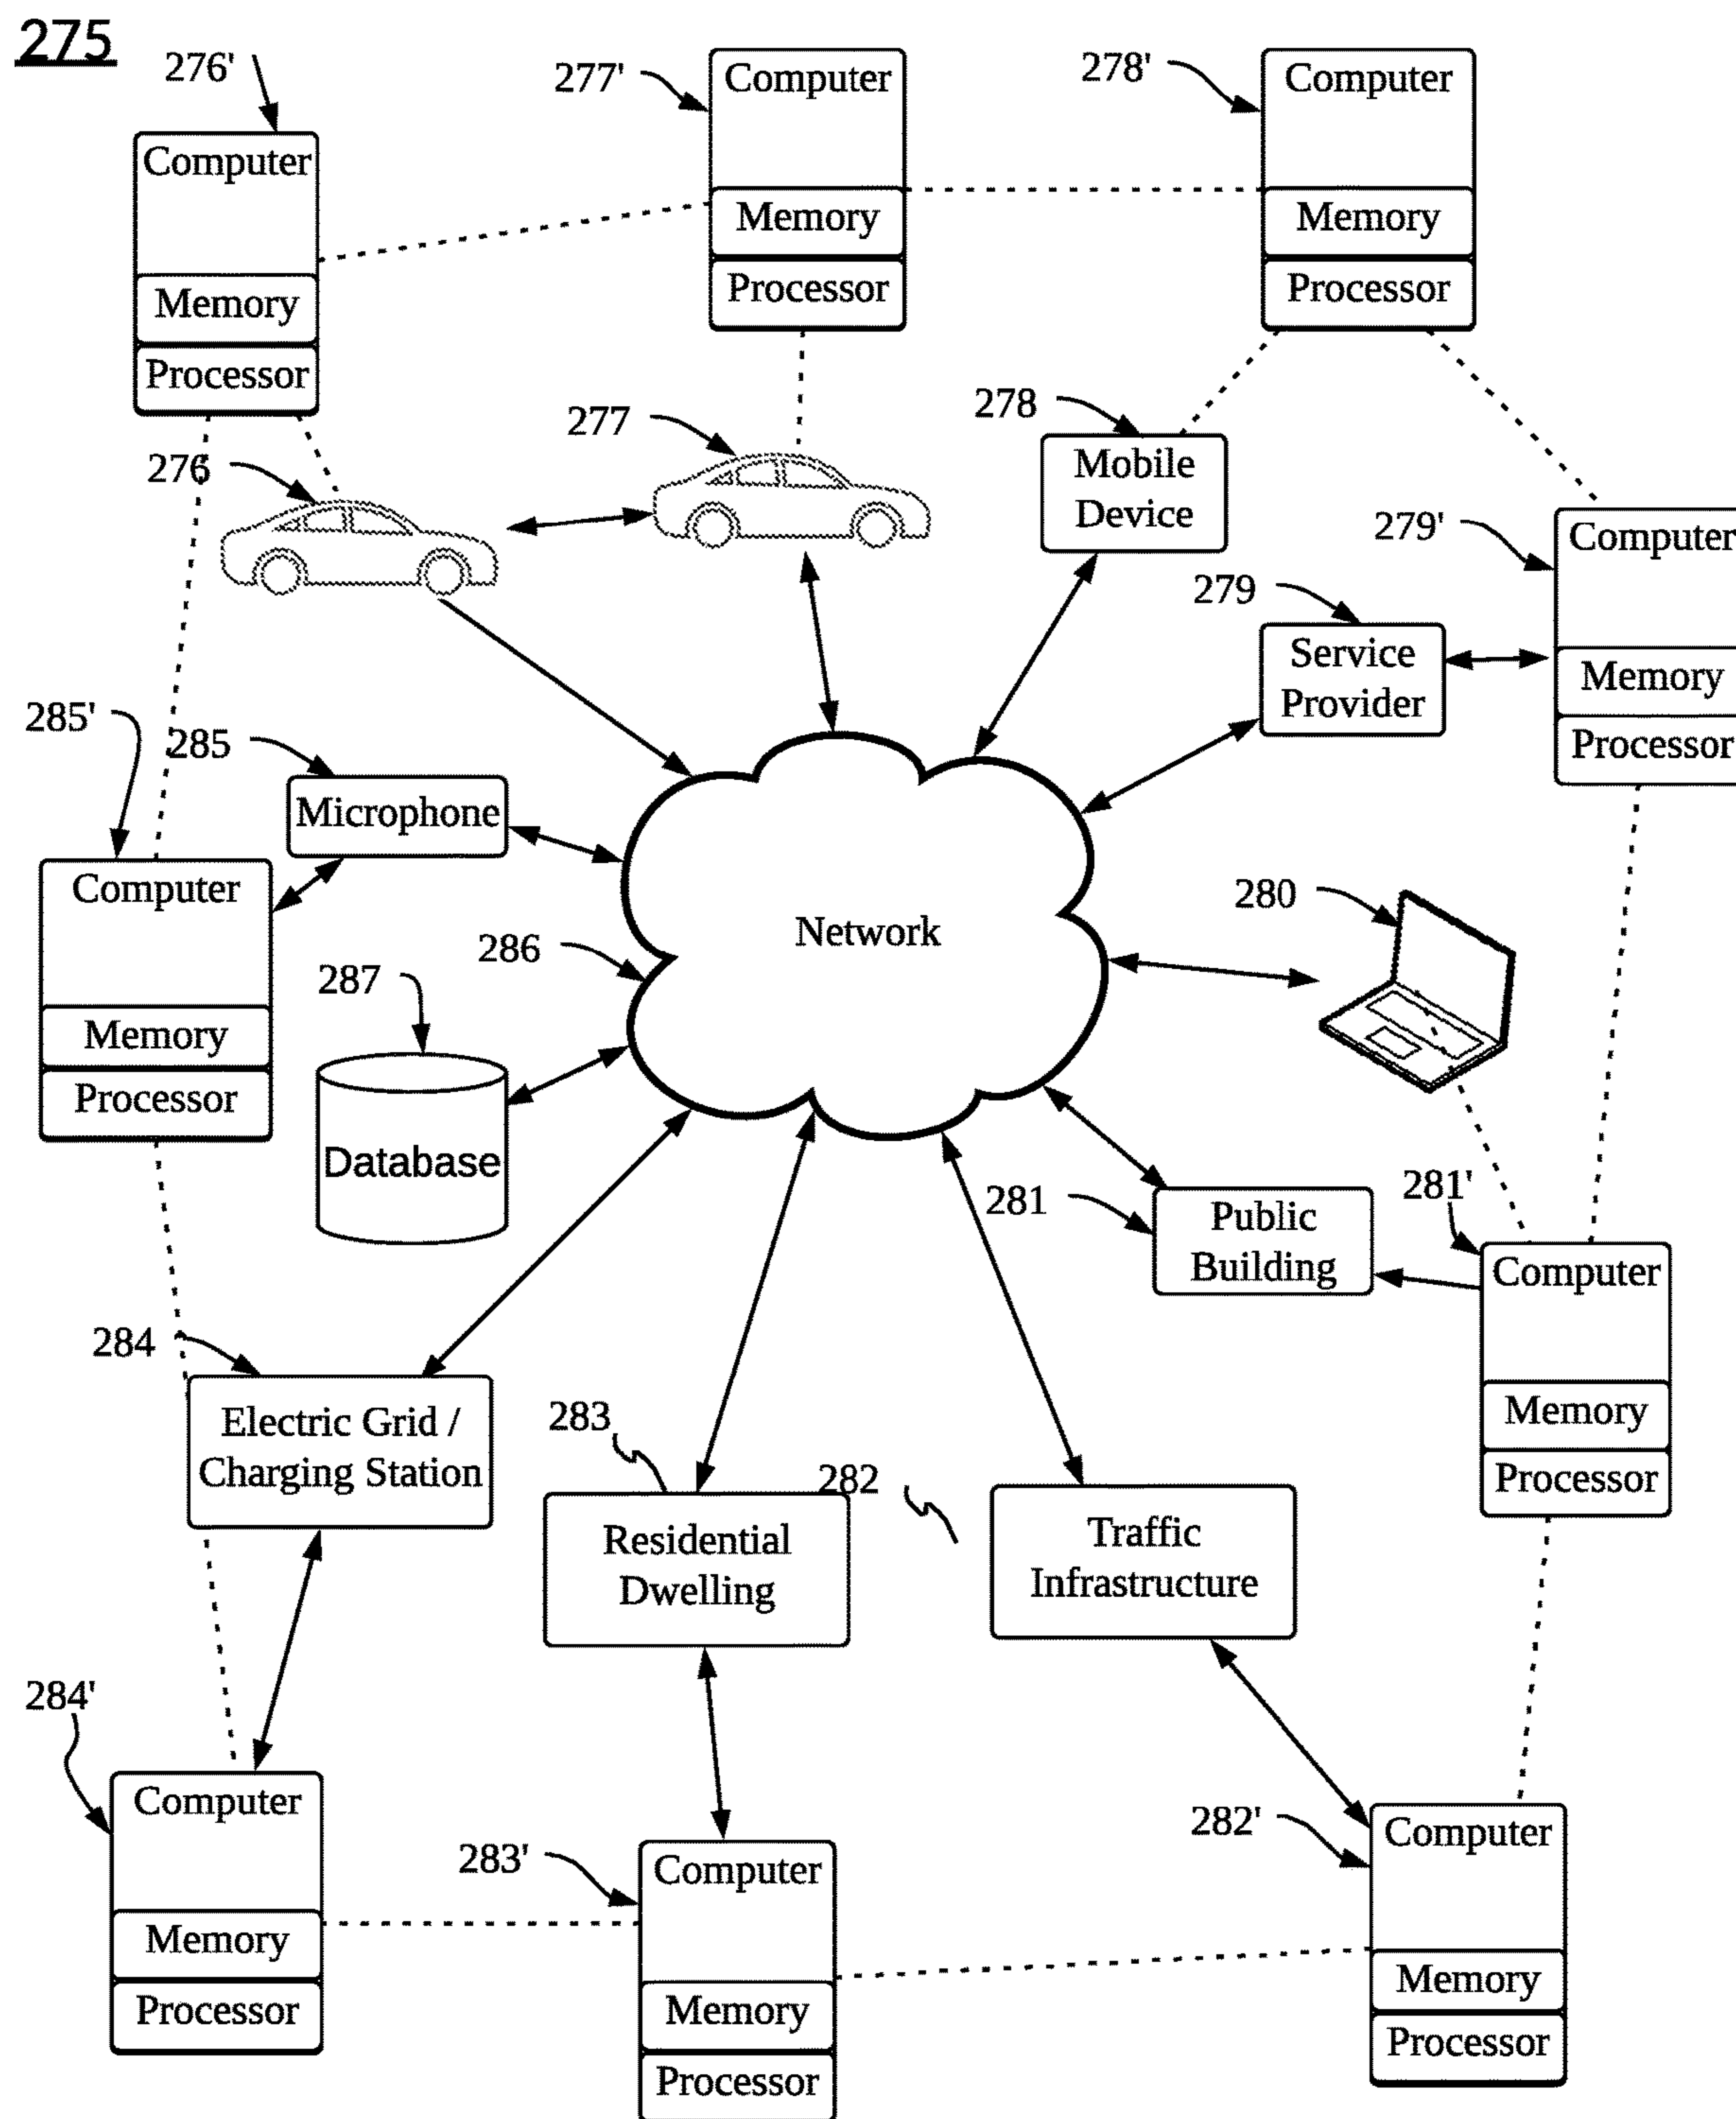 275
276'
277'
278'
Computer
Memory
Processor
Computer
Memory
Processor
Computer
Memory
Processor
276
277
278
Mobile
Device
279'
Computer
Memory
Processor
279
Service
Provider
285'
285
Microphone
Computer
Memory
Processor
Network
280
286
287
Database
281
Public
Building
281'
Computer
Memory
Processor
284
Electric Grid /
Charging Station
283
Residential
Dwelling
282
Traffic
Infrastructure
284'
Computer
Memory
Processor
283'
Computer
Memory
Processor
282'
Computer
Memory
Processor